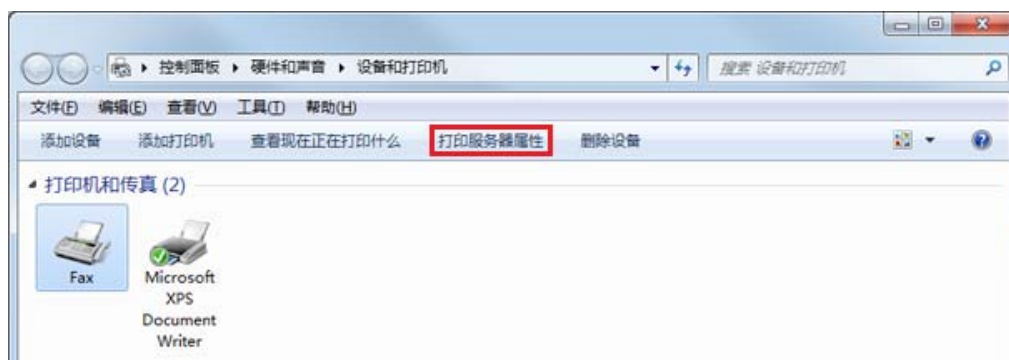 控制面板 ▸ 硬件和声音 ▸ 设备和打印机
搜索 设备和打印机
文件(F) 编辑(E) 查看(V) 工具(T) 帮助(H)
添加设备 添加打印机 查看现在正在打印什么 打印服务器属性 删除设备
打印机和传真 (2)
Fax
Microsoft
XPS
Document
Writer